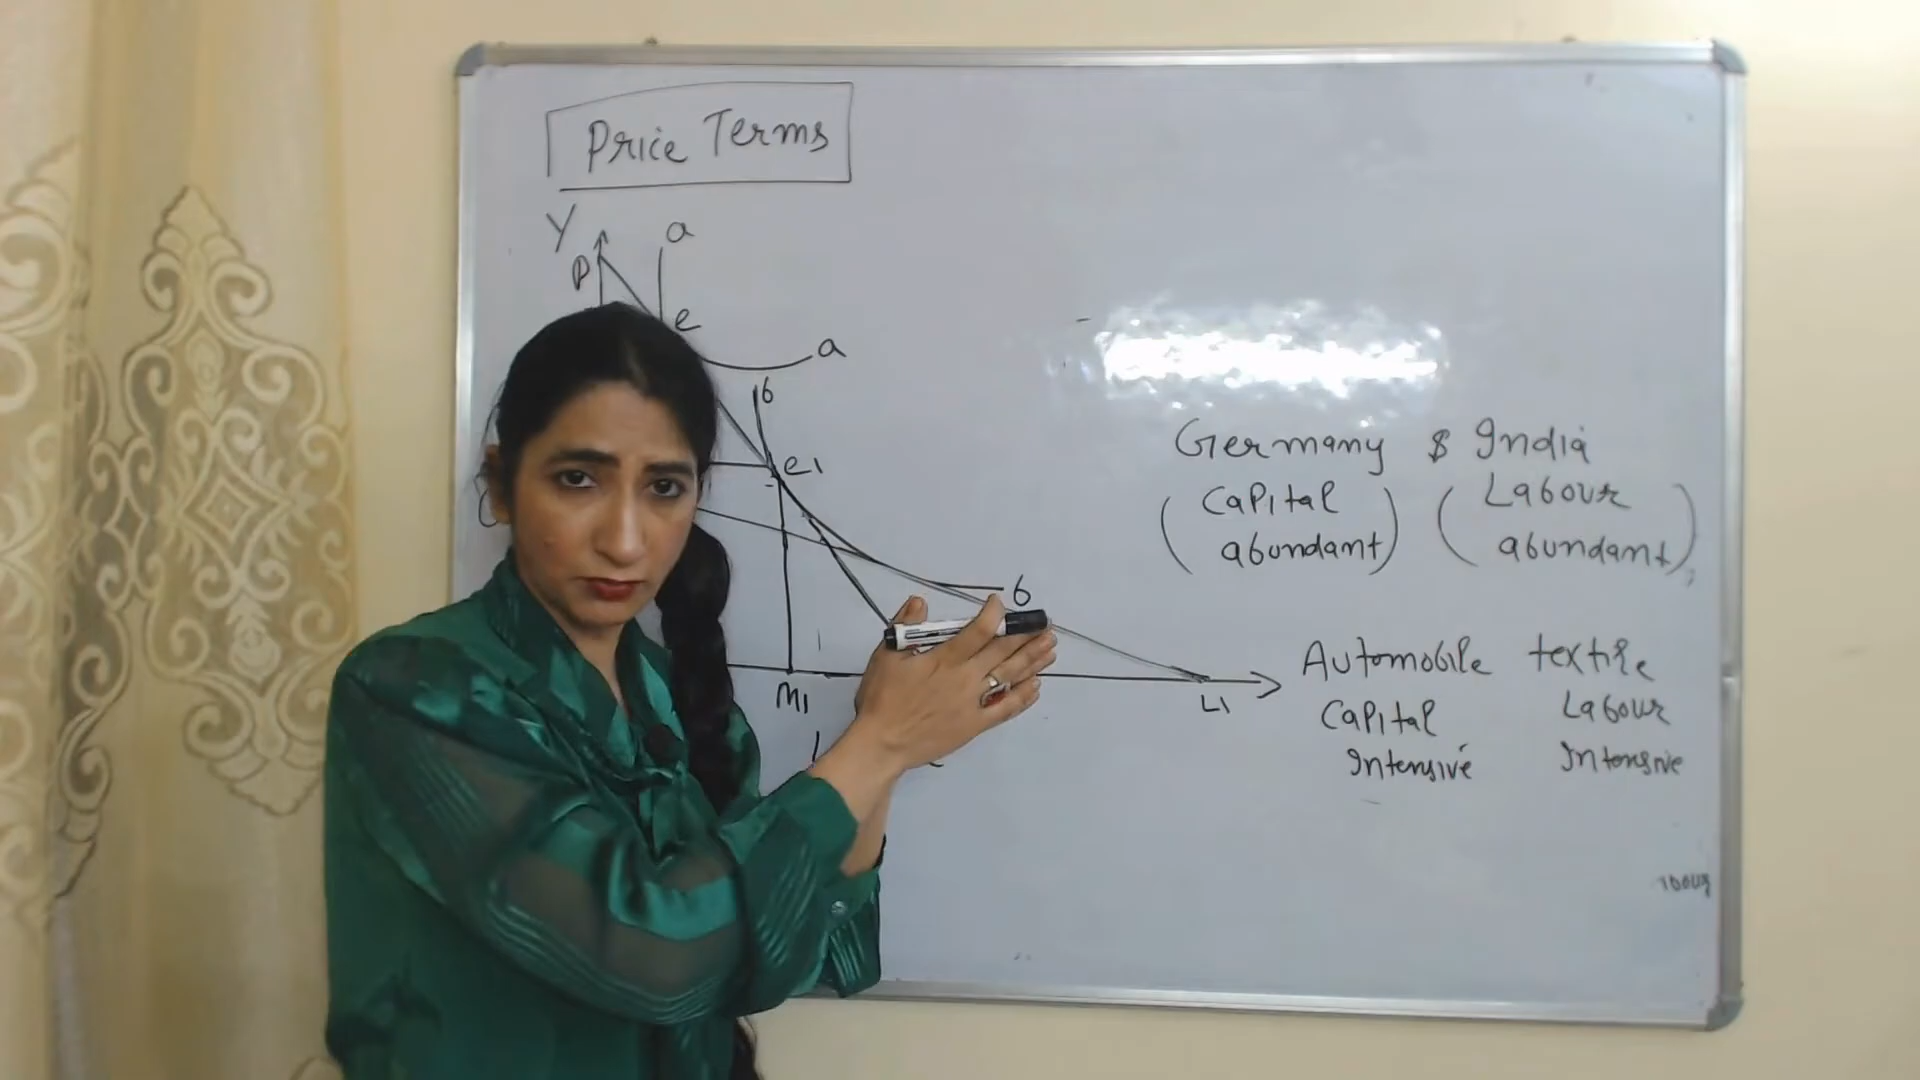 Price Terms
Y
a
P
e
a
b
e1
b
M1
L1
Germany & India
(Capital abundant) (Labour abundant)
Automobile textile
Capital Labour
Intensive Intensive